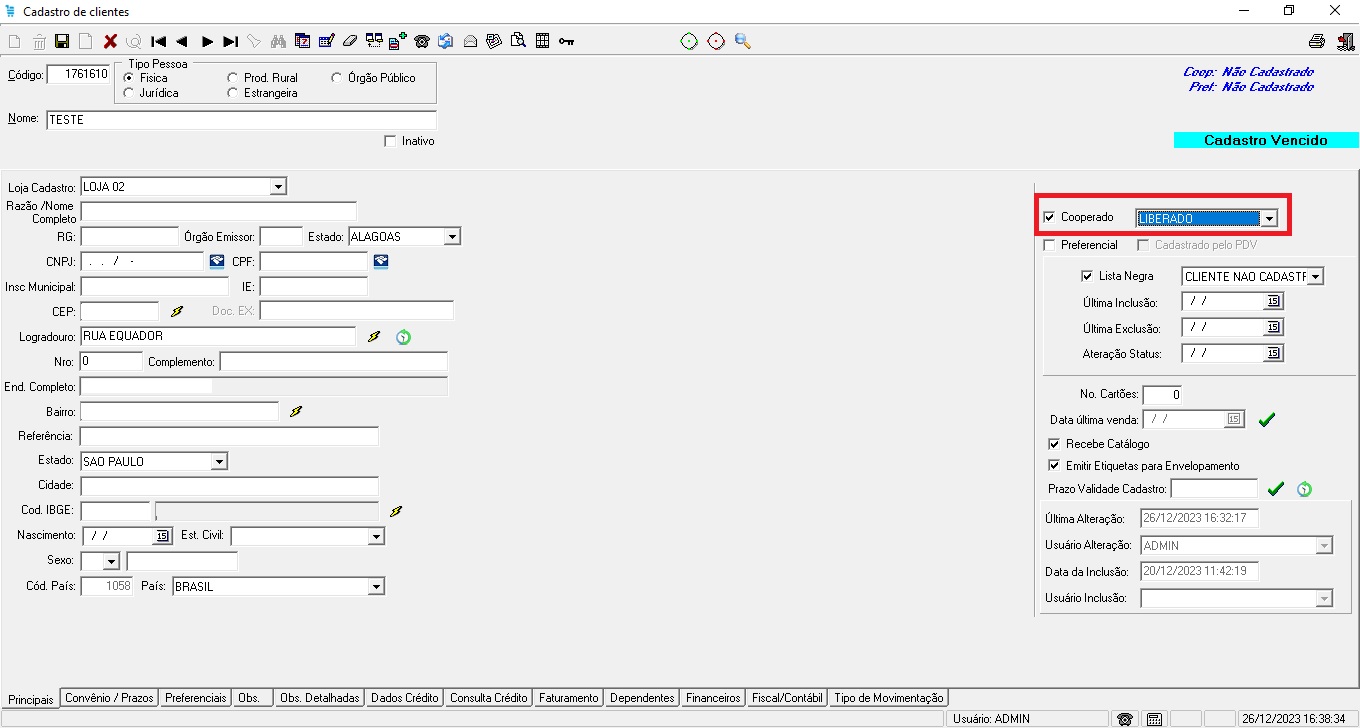 Cadastro de clientes
Código: 1761610
Tipo Pessoa
Fisica Prod. Rural Órgão Público
Jurídica Estrangeira
Coop: Não Cadastrado
Pref: Não Cadastrado
Nome: TESTE
Inativo
Cadastro Vencido
Loja Cadastro: LOJA 02
Razão /Nome
Completo
RG: Órgão Emissor: Estado: ALAGOAS
CNPJ: . . / - CPF:
Insc Municipal: IE:
CEP: Doc. EX:
Logradouro: RUA EQUADOR
Nro: 0 Complemento:
End. Completo:
Bairro:
Referência:
Estado: SAO PAULO
Cidade:
Cod. IBGE:
Nascimento: / / 15 Est. Civil:
Sexo:
Cód. País: 1058 País: BRASIL
Cooperado LIBERADO
Preferencial Cadastrado pelo PDV
Lista Negra CLIENTE NAO CADASTF
Última Inclusão: / / 15
Última Exclusão: / / 15
Ateração Status: / / 15
No. Cartões: 0
Data última venda: / / 15
Recebe Catálogo
Emitir Etiquetas para Envelopamento
Prazo Validade Cadastro:
Última Alteração: 26/12/2023 16:32:17
Usuário Alteração: ADMIN
Data da Inclusão: 20/12/2023 11:42:19
Usuário Inclusão:
Principais Convênio / Prazos Preferenciais Obs. Obs. Detalhadas Dados Crédito Consulta Crédito Faturamento Dependentes Financeiros Fiscal/Contábil Tipo de Movimentação
Usuário: ADMIN 26/12/2023 16:38:34